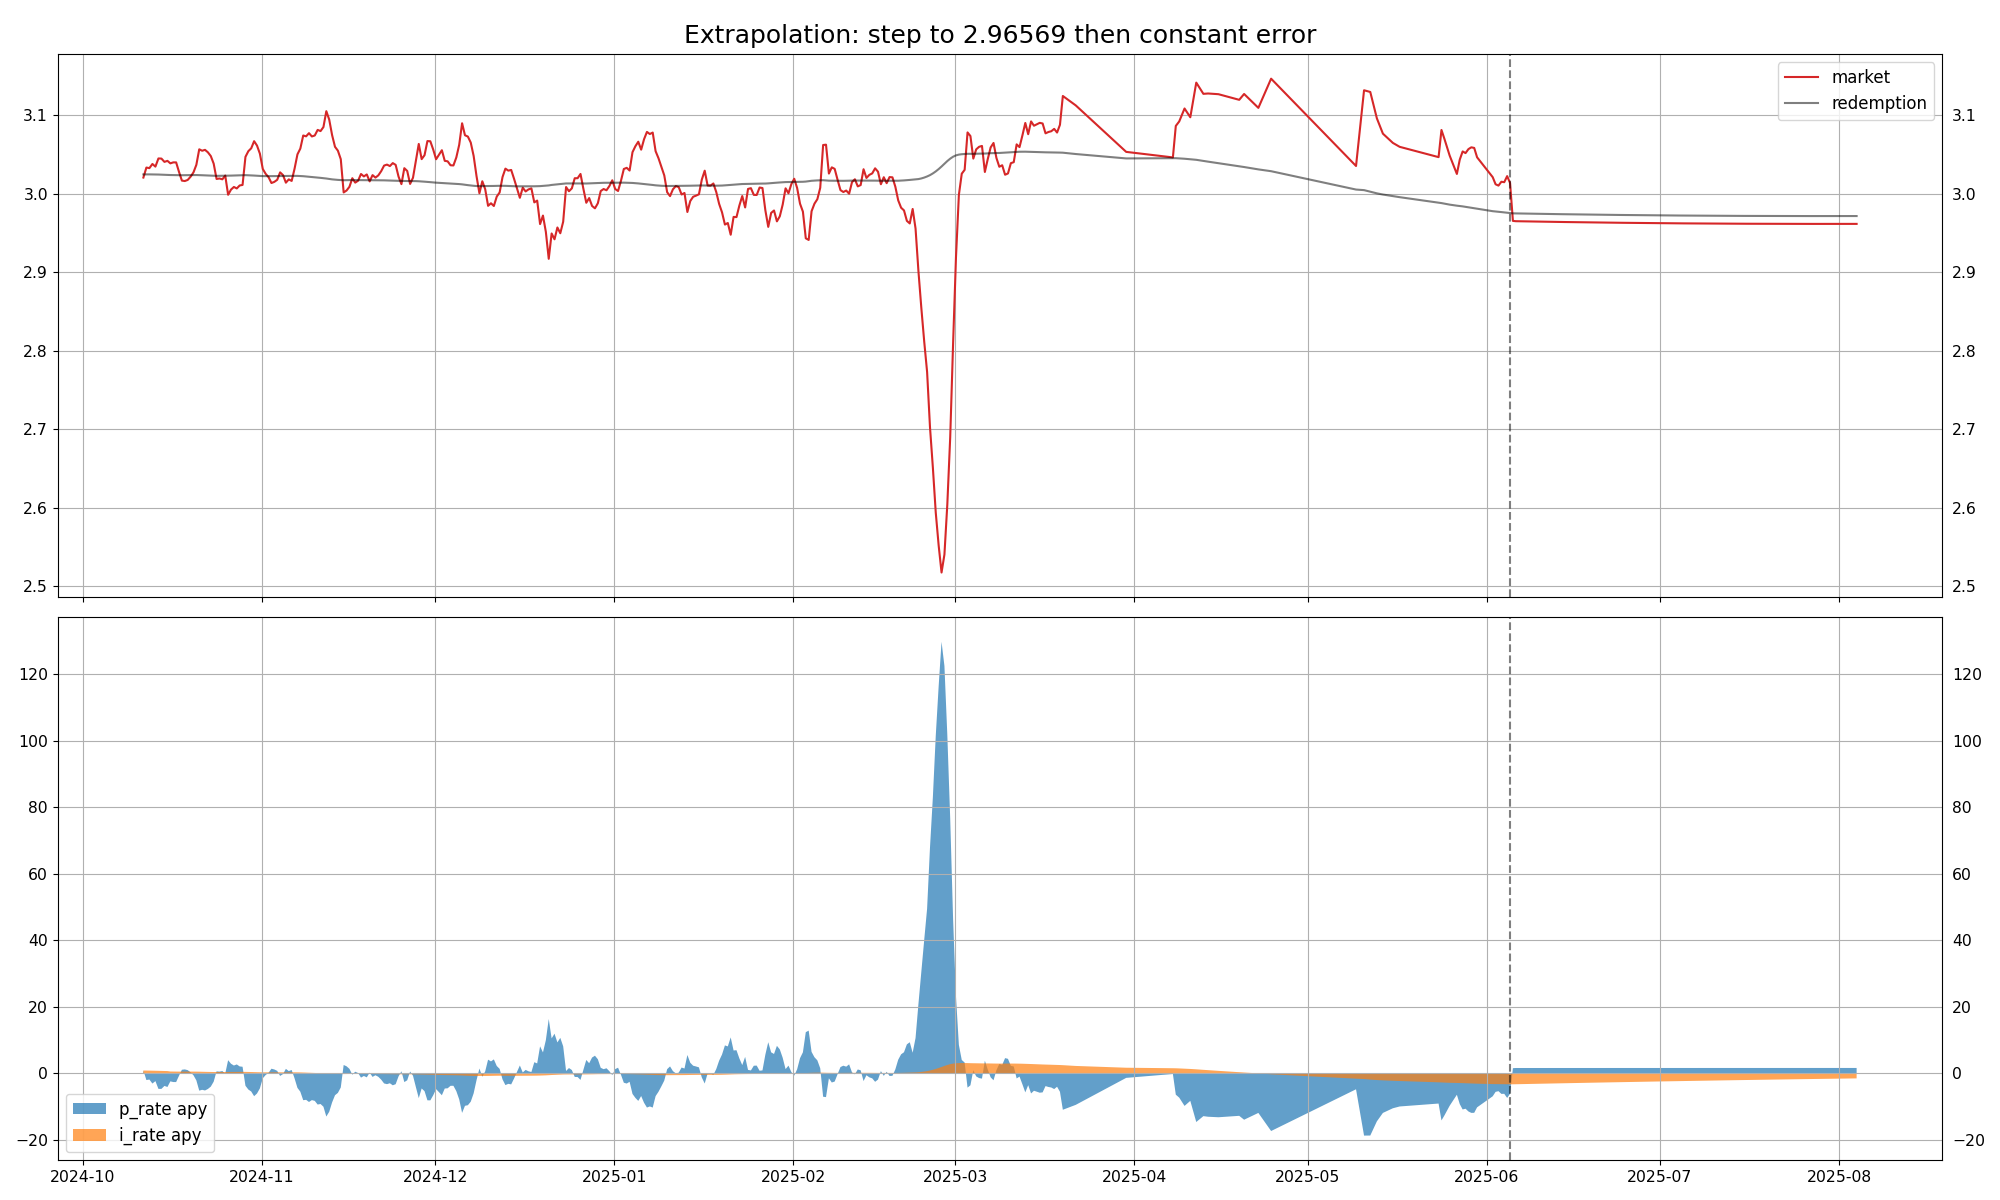 Extrapolation: step to 2.96569 then constant error
market
redemption
3.1 3.1
3.0 3.0
2.9 2.9
2.8 2.8
2.7 2.7
2.6 2.6
2.5 2.5
120 120
100 100
80 80
60 60
40 40
20 20
0 0
−20 −20
p_rate apy
i_rate apy
2024-10 2024-11 2024-12 2025-01 2025-02 2025-03 2025-04 2025-05 2025-06 2025-07 2025-08